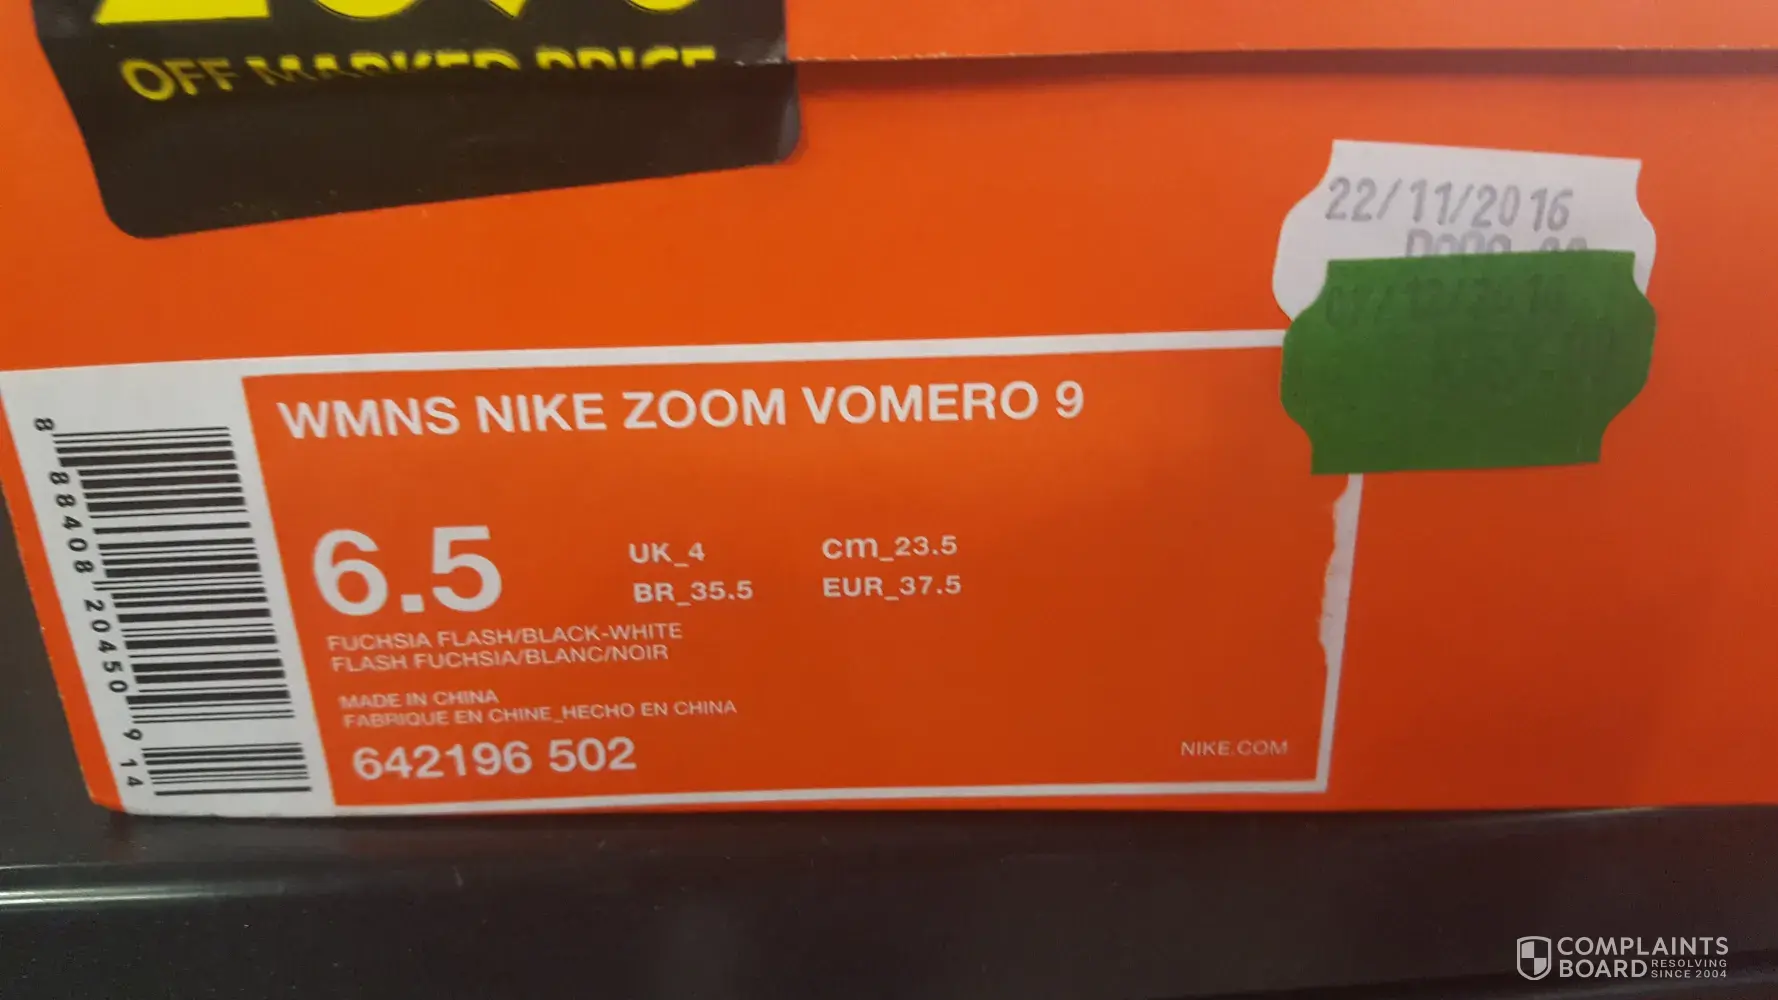 OFF MARKED PRICE
22/11/2016
WMNS NIKE ZOOM VOMERO 9
6.5
UK_4
cm_23.5
BR_35.5
EUR_37.5
FUCHSIA FLASH/BLACK-WHITE
FLASH FUCHSIA/BLANC/NOIR
MADE IN CHINA
FABRIQUE EN CHINE_HECHO EN CHINA
642196 502
NIKE.COM
8 88408 20450 9 14
COMPLAINTS
BOARD RESOLVING
SINCE 2004